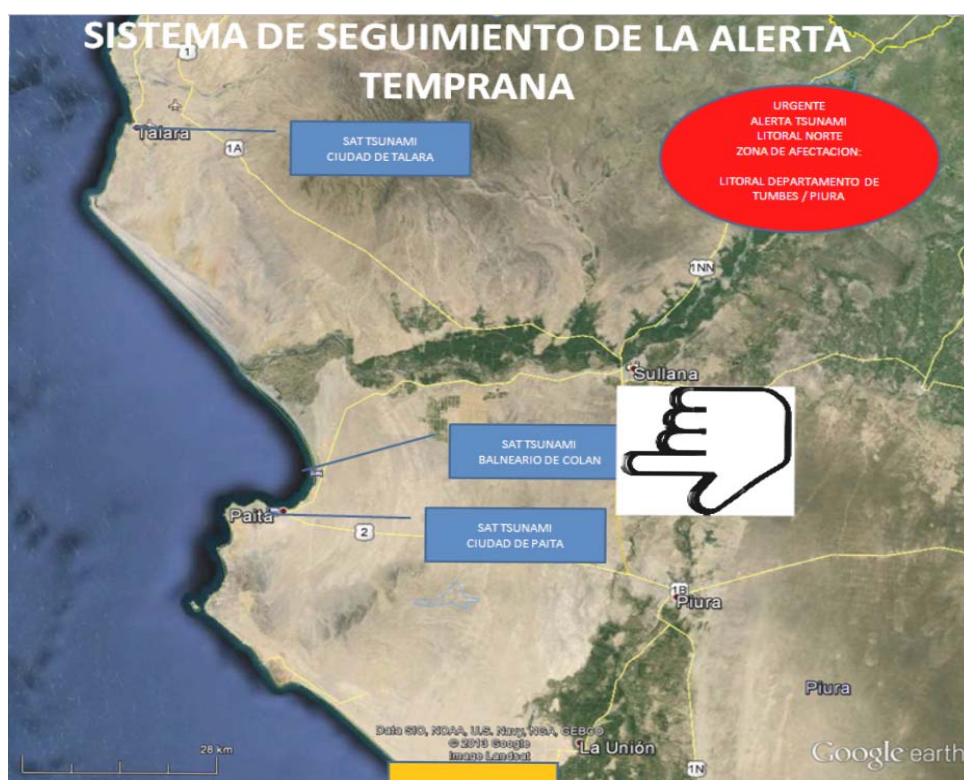 SISTEMA DE SEGUIMIENTO DE LA ALERTA
TEMPRANA
URGENTE
ALERTA TSUNAMI
LITORAL NORTE
ZONA DE AFECTACION:
LITORAL DEPARTAMENTO DE
TUMBES / PIURA
1
Talara
1A
SAT TSUNAMI
CIUDAD DE TALARA
1NN
Sullana
SAT TSUNAMI
BALNEARIO DE COLAN
Paita
2
SAT TSUNAMI
CIUDAD DE PAITA
1B
Piura
Piura
Data SIO, NOAA, U.S. Navy, NGA, GEBCO
© 2013 Google
Image Landsat
28 km
La Unión
1N
Google earth